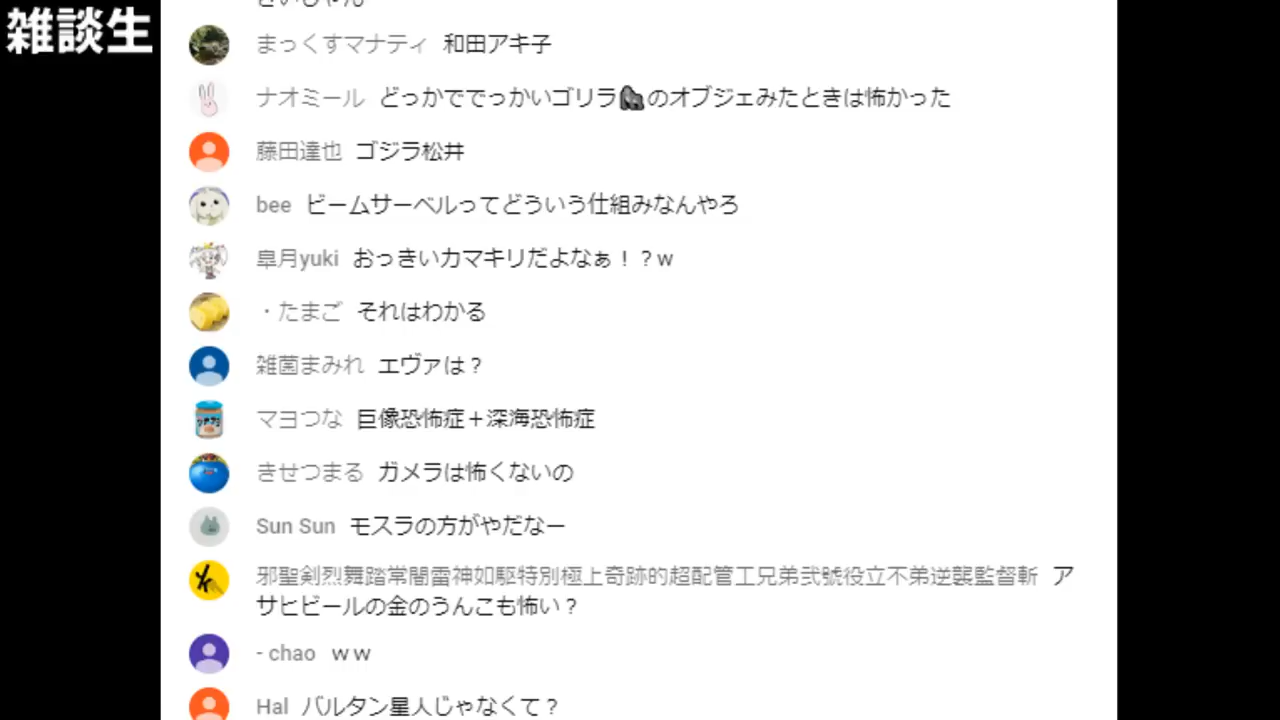 雑談生
まっくすマナティ 和田アキ子
ナオミール どっかででっかいゴリラ🦍のオブジェみたときは怖かった
藤田達也 ゴジラ松井
bee ビームサーベルってどういう仕組みなんやろ
皐月yuki おっきいカマキリだよなぁ！？w
・たまご それはわかる
雑菌まみれ エヴァは？
マヨつな 巨像恐怖症＋深海恐怖症
きせつまる ガメラは怖くないの
Sun Sun モスラの方がやだなー
邪聖剣烈舞踏常闇雷神如駆特別極上奇跡的超配管工兄弟弐號役立不弟逆襲監督斬 ア
サヒビールの金のうんこも怖い？
- chao ｗｗ
Hal バルタン星人じゃなくて？